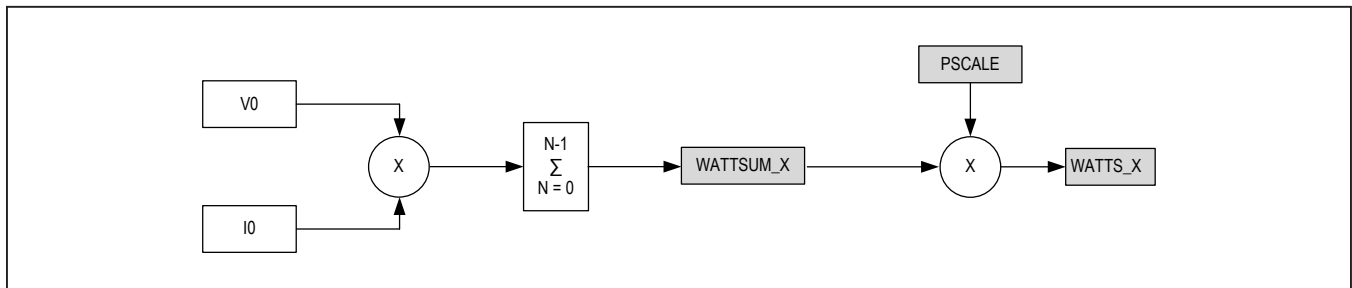 PSCALE
V0
N-1
Σ
N = 0
X
WATTSUM_X
X
WATTS_X
I0